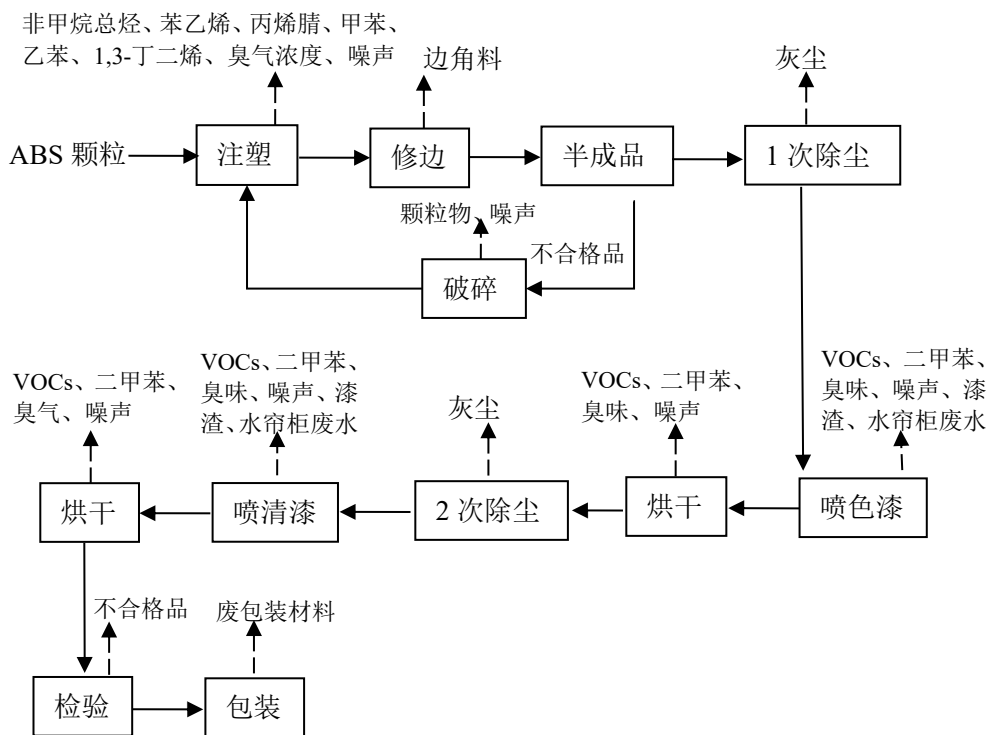 非甲烷总烃、苯乙烯、丙烯腈、甲苯、
乙苯、1,3-丁二烯、臭气浓度、噪声
边角料
灰尘
ABS 颗粒
注塑
修边
半成品
1 次除尘
颗粒物、噪声
不合格品
破碎
VOCs、二甲苯、
臭气、噪声
VOCs、二甲苯、
臭味、噪声、漆
渣、水帘柜废水
灰尘
VOCs、二甲苯、
臭味、噪声
VOCs、二甲苯、
臭味、噪声、漆
渣、水帘柜废水
烘干
喷清漆
2 次除尘
烘干
喷色漆
不合格品
废包装材料
检验
包装